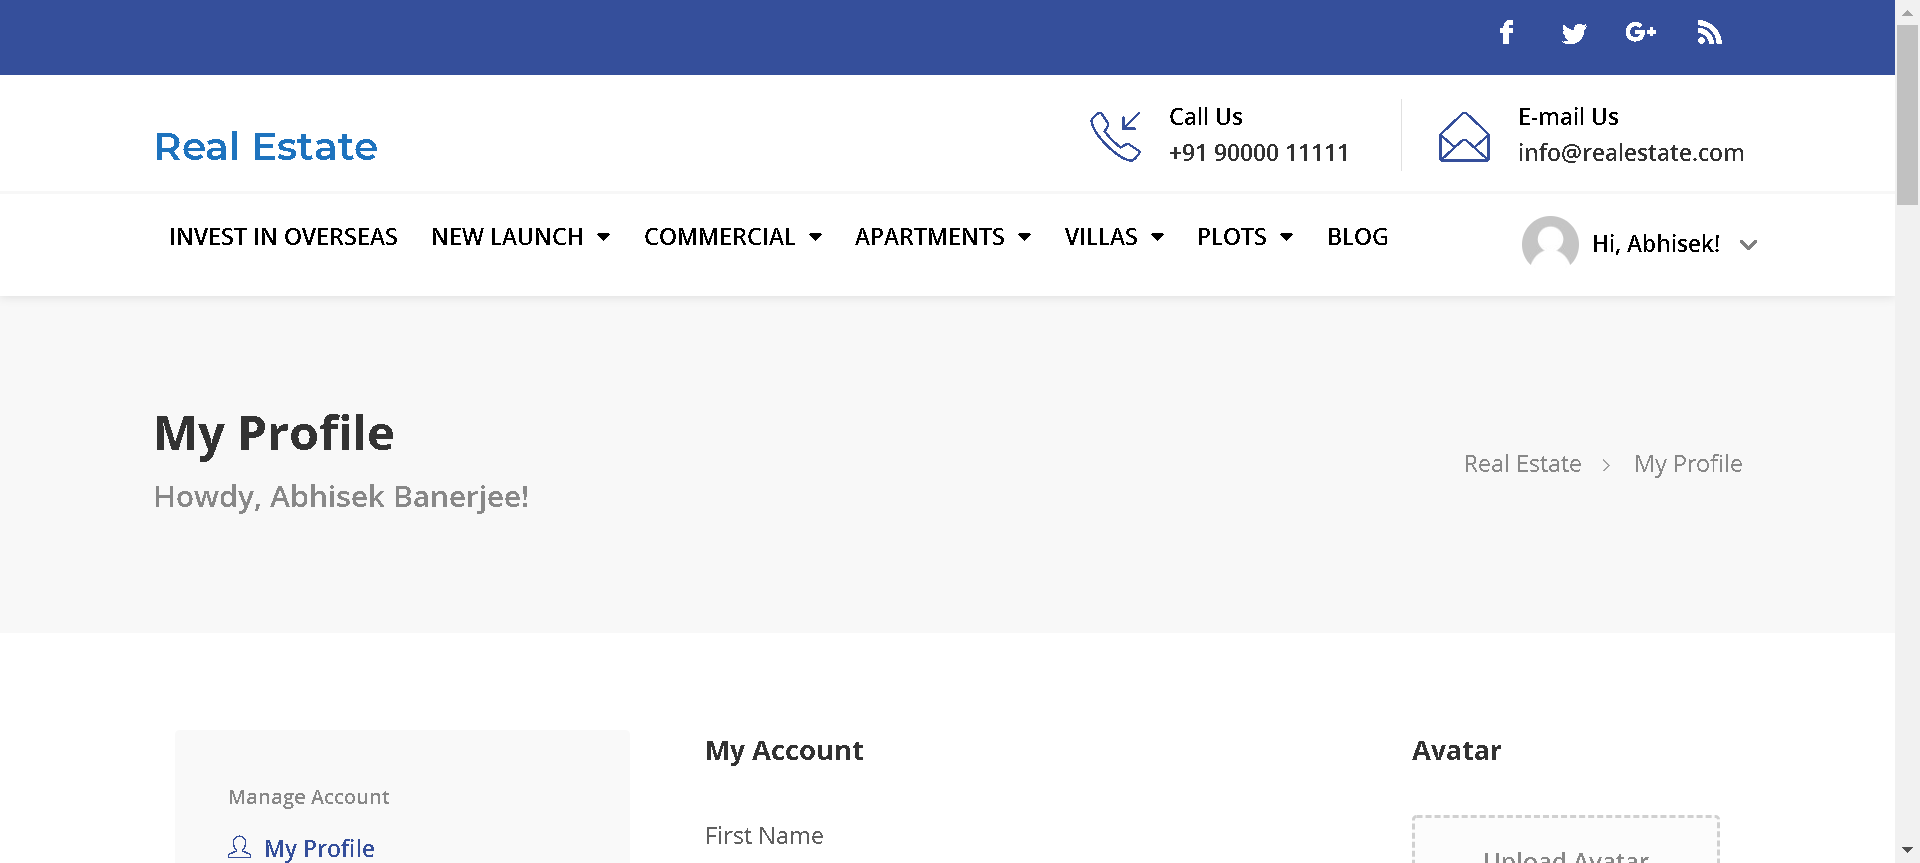 Call Us
+91 90000 11111
E-mail Us
info@realestate.com
Real Estate
INVEST IN OVERSEAS NEW LAUNCH COMMERCIAL APARTMENTS VILLAS PLOTS BLOG
Hi, Abhisek!
My Profile
Howdy, Abhisek Banerjee!
Real Estate > My Profile
Manage Account
My Profile
My Account
First Name
Avatar
Upload Avatar